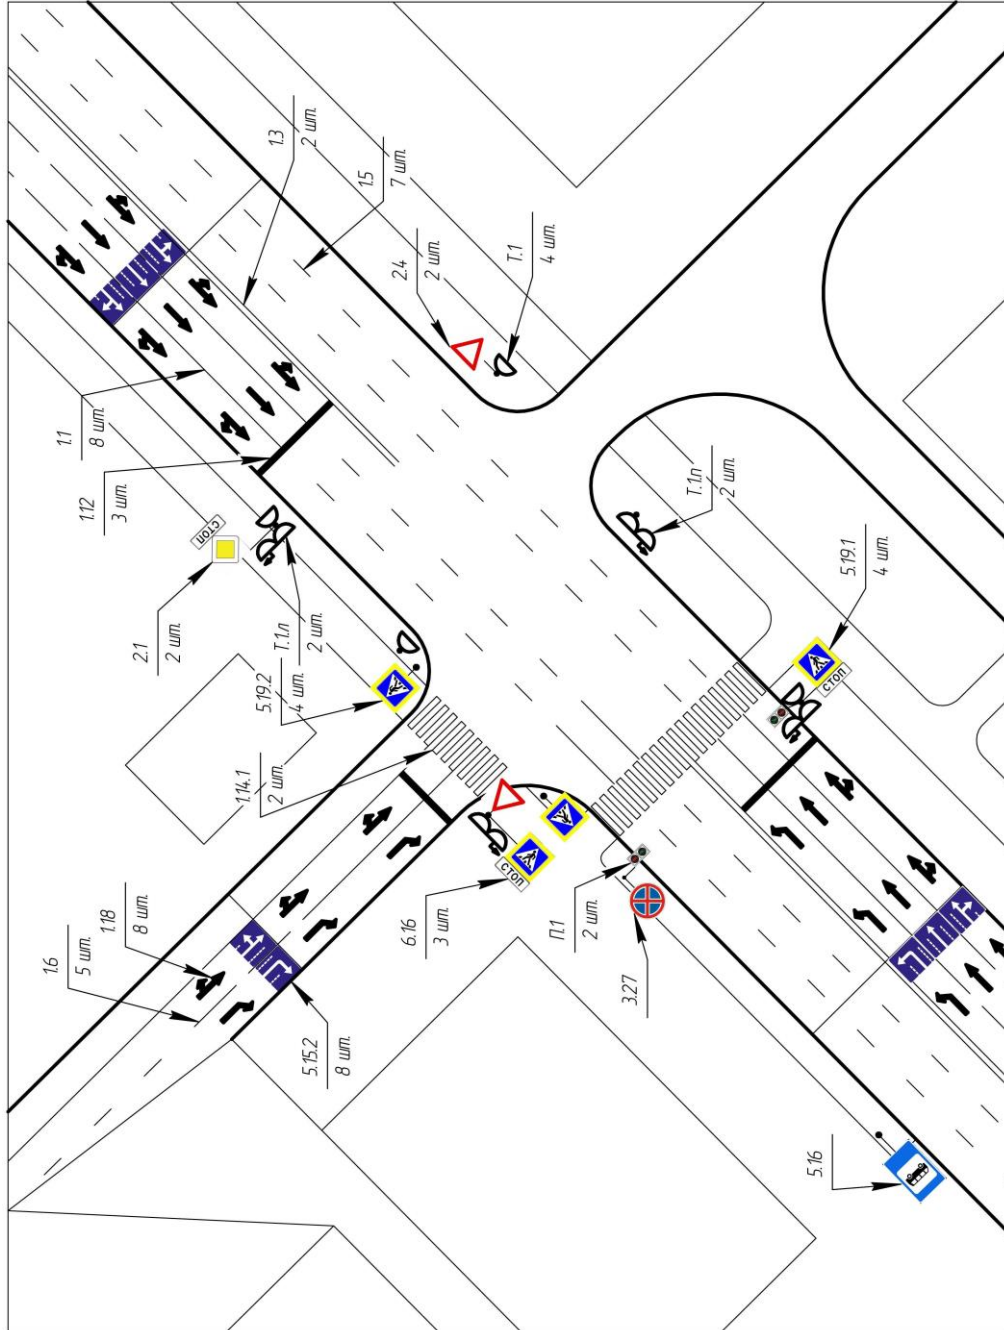 1.3
2 шт.
1.5
7 шт.
2.4
2 шт.
Т.1
4 шт.
1.1
8 шт.
1.12
3 шт.
СТОП
2.1
2 шт.
Т.1л
2 шт.
Т.1п
2 шт.
5.19.1
4 шт.
СТОП
5.19.2
4 шт.
1.14.1
2 шт.
1.18
8 шт.
1.6
5 шт.
5.15.2
8 шт.
СТОП
6.16
3 шт.
П.1
2 шт.
3.27
5.16